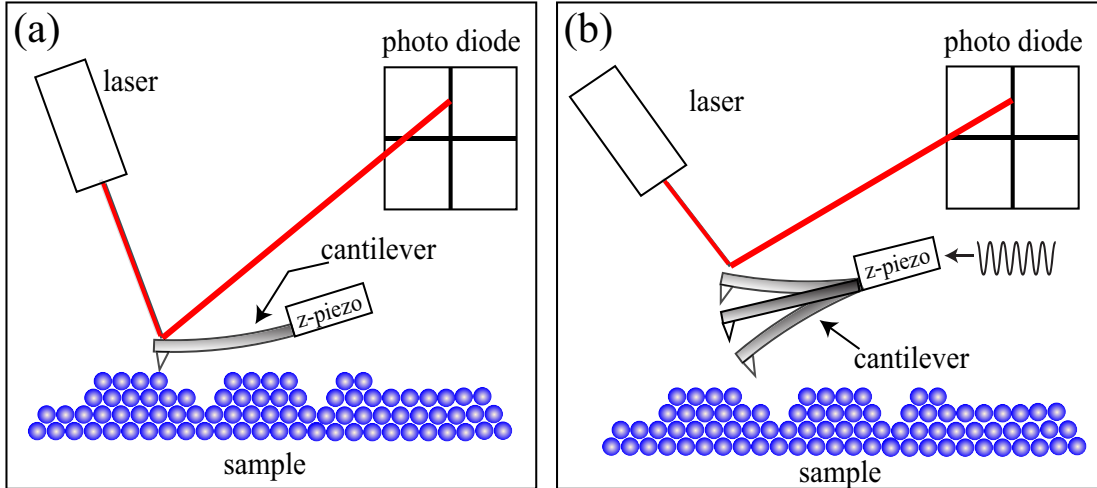 (a)
photo diode
laser
cantilever
z-piezo
sample
(b)
photo diode
laser
z-piezo
cantilever
sample